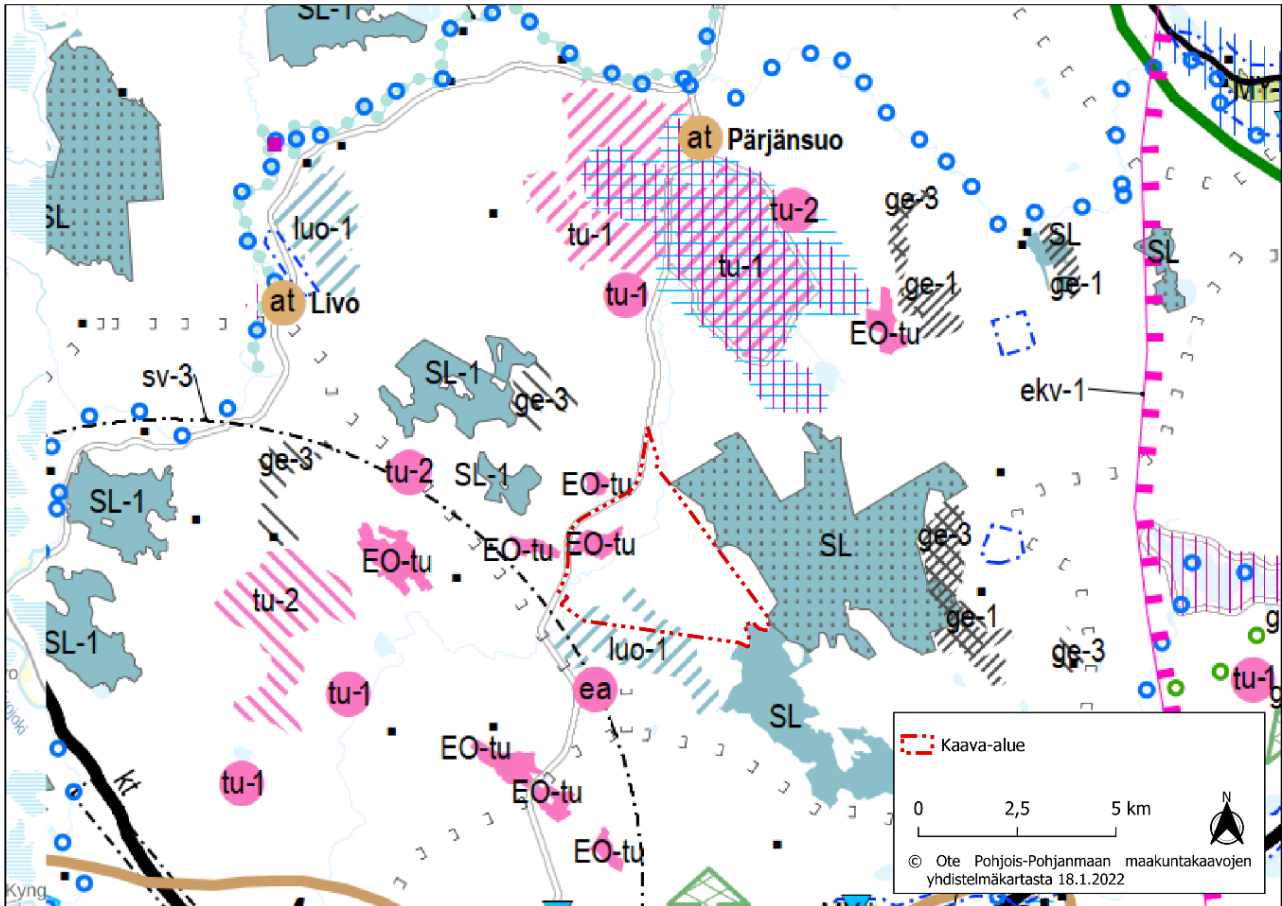 SL-1
MY-
at Pärjänsuo
SL
ge-3
tu-2
luo-1
tu-1
SL
SL
tu-1
ge-1
ge-1
tu-1
at Livo
EO-tu
sv-3
SL-1
ge-3
ekv-1
ge-3
tu-2
SL-1
EO-tu
SL-1
EO-tu
EO-tu
SL
ge-3
EO-tu
tu-2
ge-1
g
SL-1
luo-1
ge-3
tu-1
ea
tu-1
g
SL
joki
kt
EO-tu
tu-1
EO-tu
EO-tu
Kyng
Kaava-alue
0 2,5 5 km
N
© Ote Pohjois-Pohjanmaan maakuntakaavojen
yhdistelmäkartasta 18.1.2022